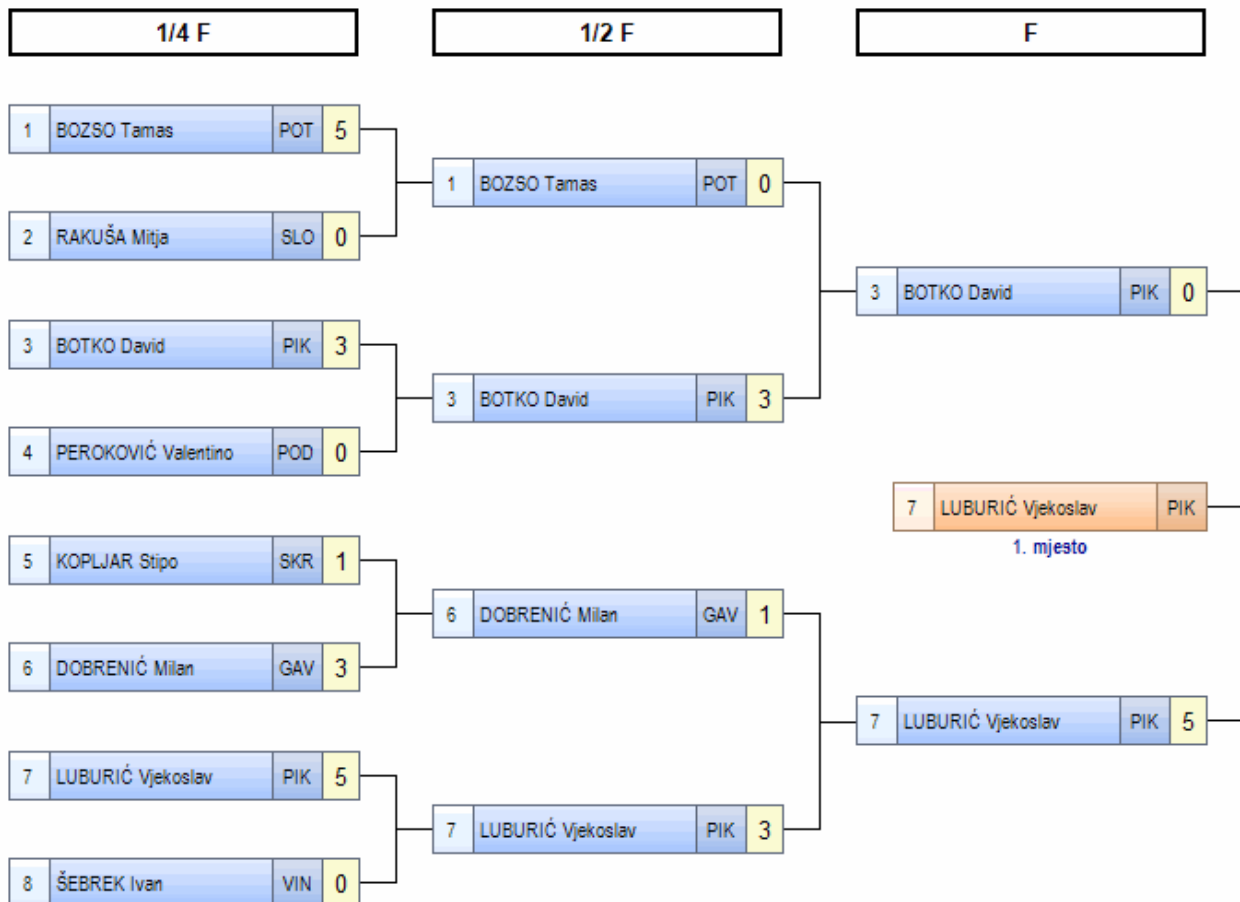 1/4 F 1/2 F F
1 BOZSO Tamas POT 5
1 BOZSO Tamas POT 0
2 RAKUŠA Mitja SLO 0
3 BOTKO David PIK 0
3 BOTKO David PIK 3
3 BOTKO David PIK 3
4 PEROKOVIĆ Valentino POD 0
7 LUBURIĆ Vjekoslav PIK
1. mjesto
5 KOPLJAR Stipo SKR 1
6 DOBRENIĆ Milan GAV 1
6 DOBRENIĆ Milan GAV 3
7 LUBURIĆ Vjekoslav PIK 5
7 LUBURIĆ Vjekoslav PIK 5
7 LUBURIĆ Vjekoslav PIK 3
8 ŠEBREK Ivan VIN 0